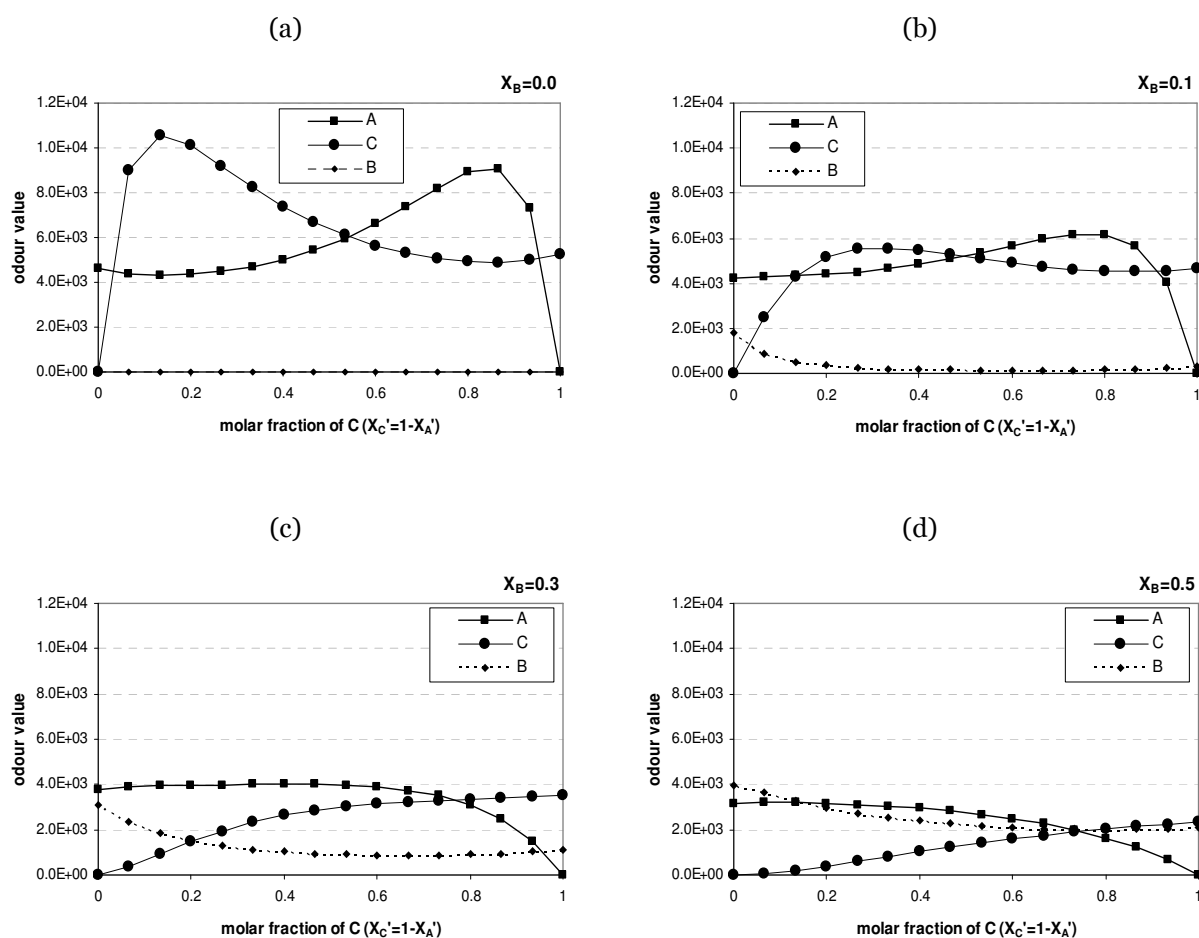 (a)
X_B=0.0
1.2E+04
1.0E+04
8.0E+03
6.0E+03
4.0E+03
2.0E+03
0.0E+00
odour value
A
C
B
0 0.2 0.4 0.6 0.8 1
molar fraction of C (X_C'=1-X_A')
(b)
X_B=0.1
1.2E+04
1.0E+04
8.0E+03
6.0E+03
4.0E+03
2.0E+03
0.0E+00
odour value
A
C
B
0 0.2 0.4 0.6 0.8 1
molar fraction of C (X_C'=1-X_A')
(c)
X_B=0.3
1.2E+04
1.0E+04
8.0E+03
6.0E+03
4.0E+03
2.0E+03
0.0E+00
odour value
A
C
B
0 0.2 0.4 0.6 0.8 1
molar fraction of C (X_C'=1-X_A')
(d)
X_B=0.5
1.2E+04
1.0E+04
8.0E+03
6.0E+03
4.0E+03
2.0E+03
0.0E+00
odour value
A
C
B
0 0.2 0.4 0.6 0.8 1
molar fraction of C (X_C'=1-X_A')